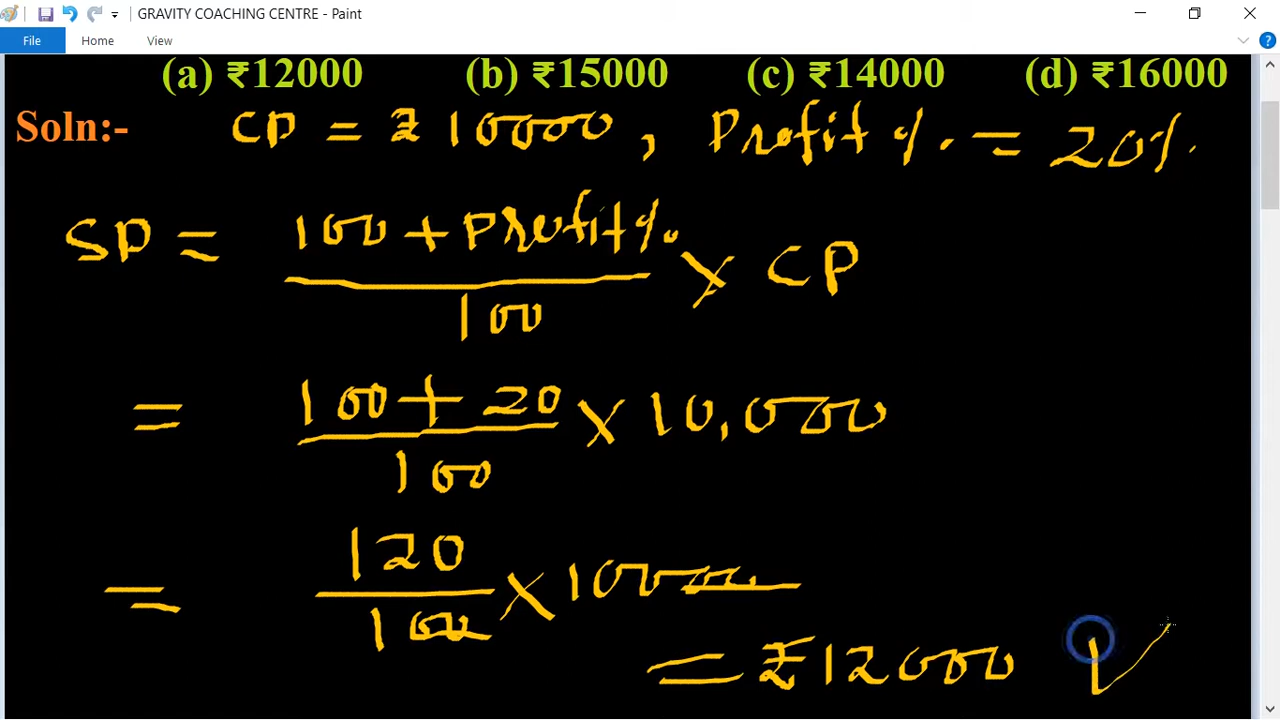 GRAVITY COACHING CENTRE - Paint
File Home View
(a) ₹12000 (b) ₹15000 (c) ₹14000 (d) ₹16000
Soln:- CP = ₹ 10000, Profit %. = 20%.
SP = 100 + Profit %. / 100 × CP
= 100 + 20 / 100 × 10,000
= 120 / 100 × 10000
= ₹12000